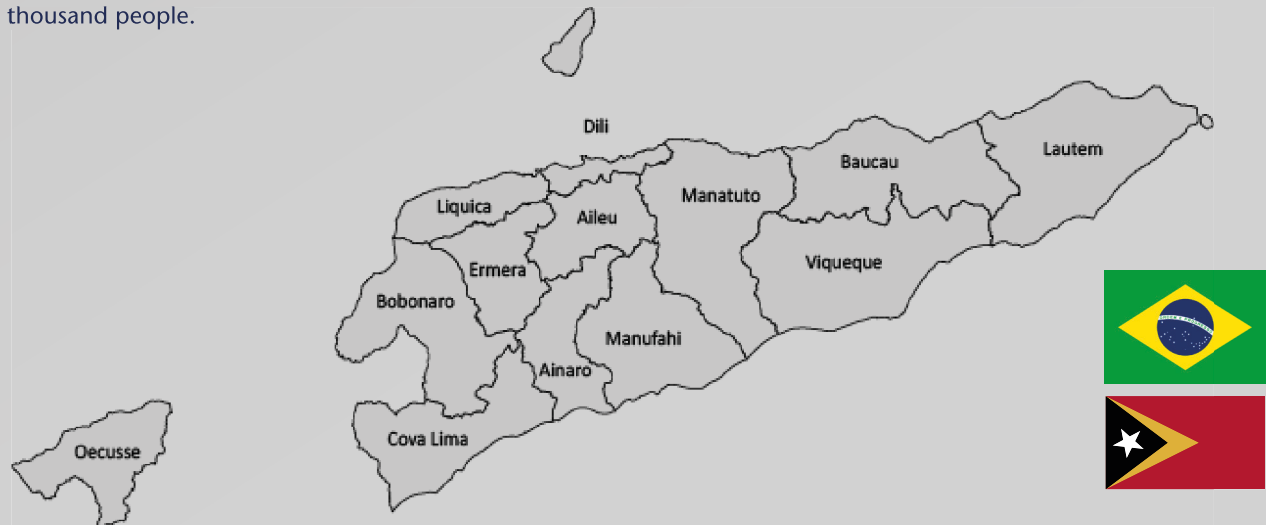 thousand people.
Dili
Lautem
Baucau
Manatuto
Liquica
Aileu
Viqueque
Ermera
Bobonaro
Manufahi
Ainaro
Cova Lima
Oecusse